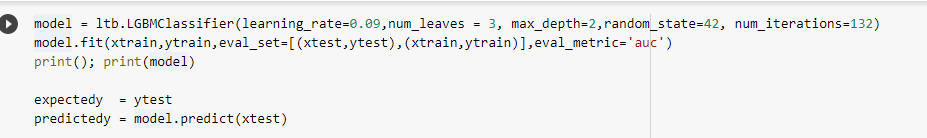 model = ltb.LGBMClassifier(learning_rate=0.09,num_leaves = 3, max_depth=2,random_state=42, num_iterations=132)
model.fit(xtrain,ytrain,eval_set=[(xtest,ytest),(xtrain,ytrain)],eval_metric='auc')
print(); print(model)
expectedy  = ytest
predictedy = model.predict(xtest)